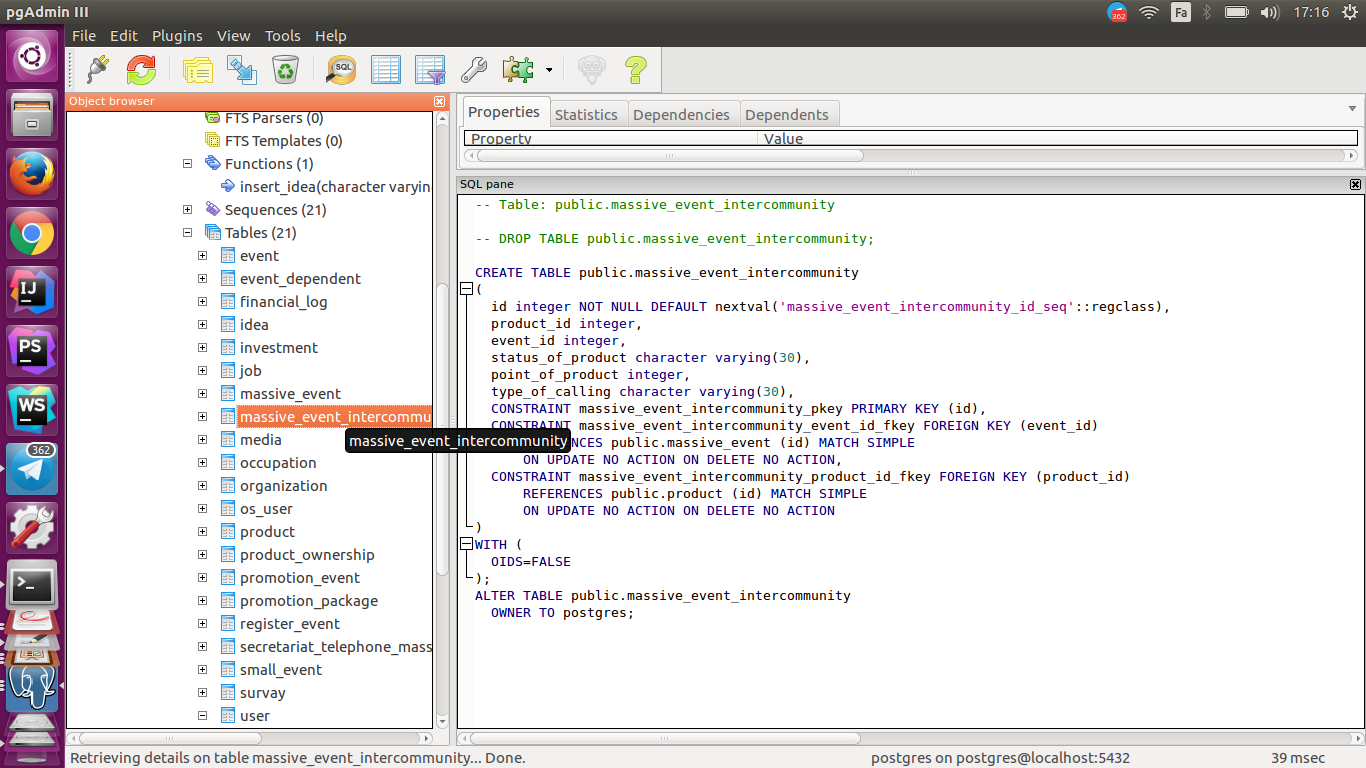 pgAdmin III
362
Fa
17:16
File Edit Plugins View Tools Help
SQL
Object browser
FTS Parsers (0)
FTS Templates (0)
Functions (1)
insert_idea(character varyin
Sequences (21)
Tables (21)
event
event_dependent
financial_log
idea
investment
job
massive_event
massive_event_intercommu
media
massive_event_intercommunity
occupation
organization
os_user
product
product_ownership
promotion_event
promotion_package
register_event
secretariat_telephone_mass
small_event
survay
user
IJ
PS
WS
362
Properties Statistics Dependencies Dependents
Property Value
SQL pane
-- Table: public.massive_event_intercommunity
-- DROP TABLE public.massive_event_intercommunity;
CREATE TABLE public.massive_event_intercommunity
(
id integer NOT NULL DEFAULT nextval('massive_event_intercommunity_id_seq'::regclass),
product_id integer,
event_id integer,
status_of_product character varying(30),
point_of_product integer,
type_of_calling character varying(30),
CONSTRAINT massive_event_intercommunity_pkey PRIMARY KEY (id),
CONSTRAINT massive_event_intercommunity_event_id_fkey FOREIGN KEY (event_id)
NCES public.massive_event (id) MATCH SIMPLE
ON UPDATE NO ACTION ON DELETE NO ACTION,
CONSTRAINT massive_event_intercommunity_product_id_fkey FOREIGN KEY (product_id)
REFERENCES public.product (id) MATCH SIMPLE
ON UPDATE NO ACTION ON DELETE NO ACTION
)
WITH (
OIDS=FALSE
);
ALTER TABLE public.massive_event_intercommunity
OWNER TO postgres;
Retrieving details on table massive_event_intercommunity... Done. postgres on postgres@localhost:5432 39 msec